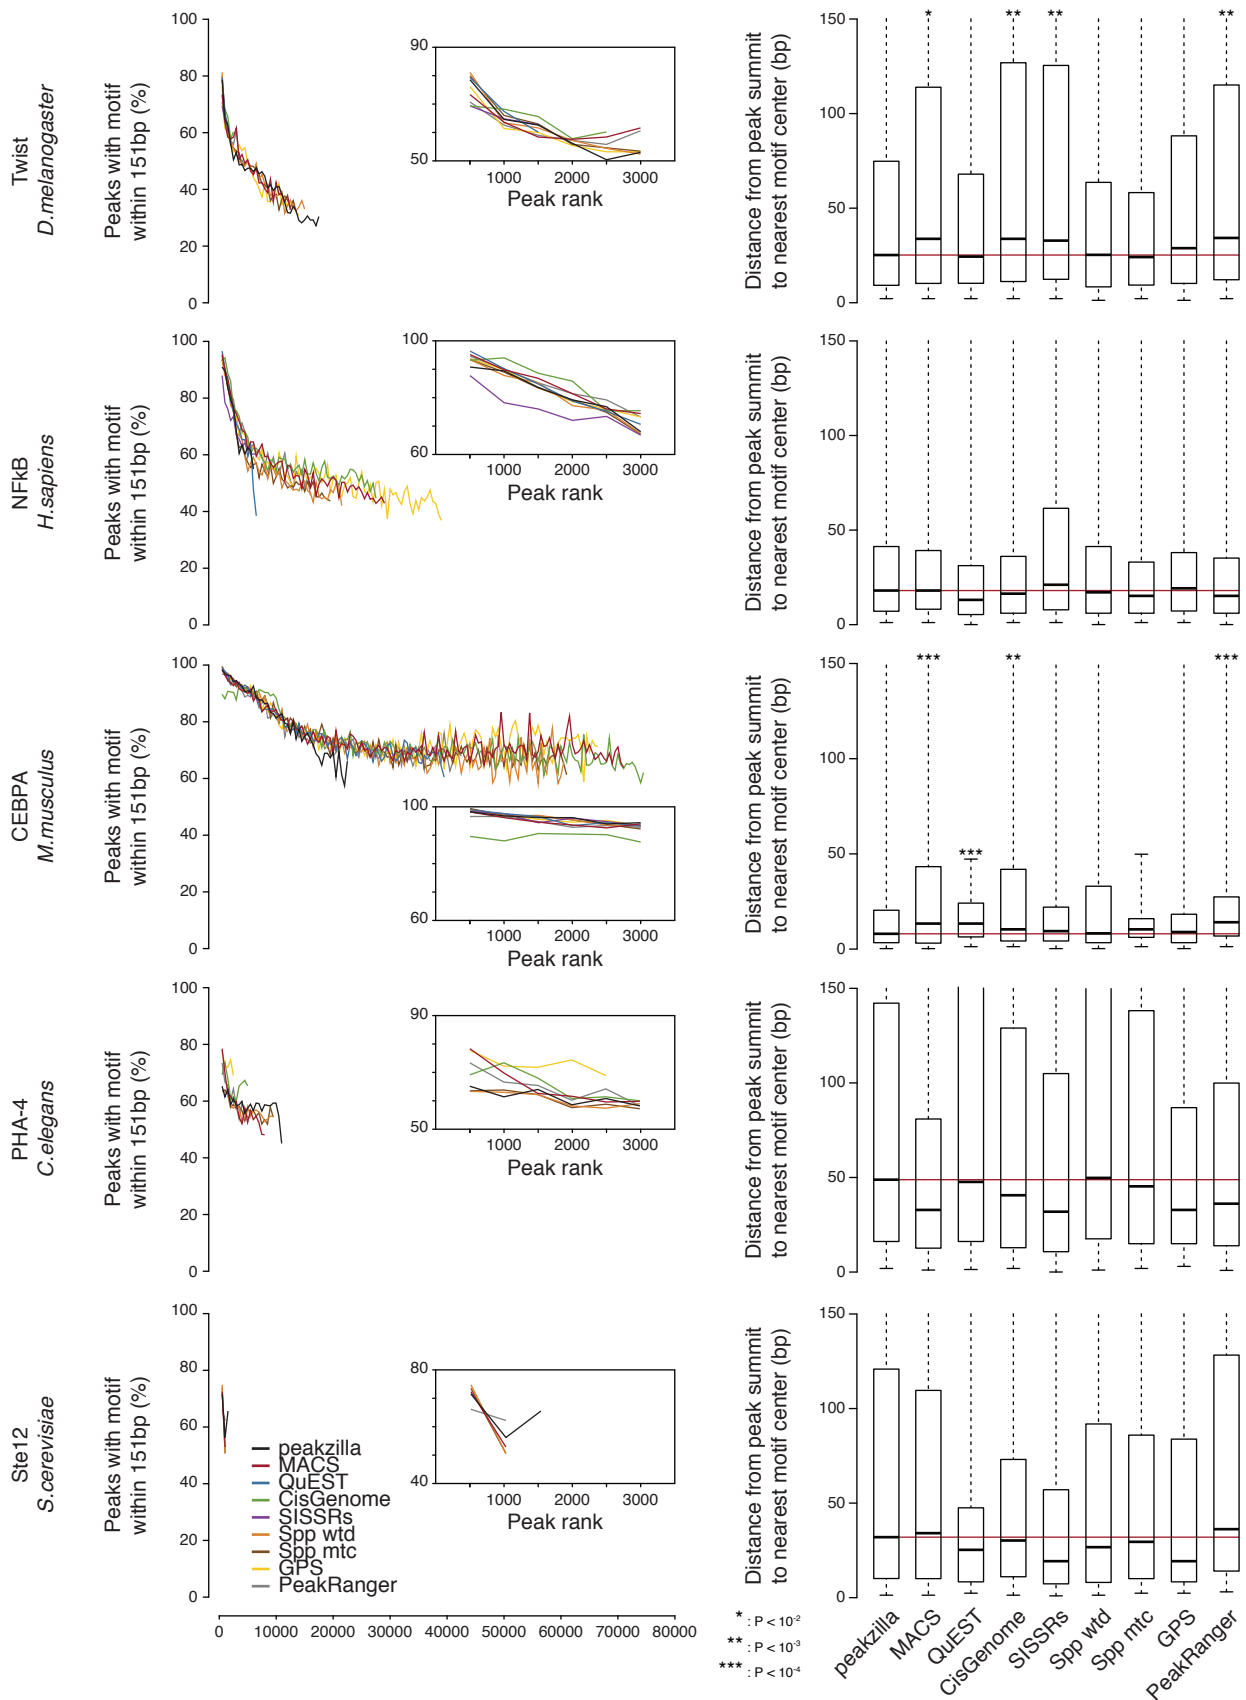 Twist
D.melanogaster
Peaks with motif
within 151bp (%)
100
80
60
40
20
0
90
50
1000
2000
3000
Peak rank
Distance from peak summit
to nearest motif center (bp)
150
100
50
0
*
**
**
**
NFkB
H.sapiens
Peaks with motif
within 151bp (%)
100
80
60
40
20
0
100
60
1000
2000
3000
Peak rank
Distance from peak summit
to nearest motif center (bp)
150
100
50
0
CEBPA
M.musculus
Peaks with motif
within 151bp (%)
100
80
60
40
20
0
100
60
1000
2000
3000
Peak rank
Distance from peak summit
to nearest motif center (bp)
150
100
50
0
***
***
**
***
PHA-4
C.elegans
Peaks with motif
within 151bp (%)
100
80
60
40
20
0
90
50
1000
2000
3000
Peak rank
Distance from peak summit
to nearest motif center (bp)
150
100
50
0
Ste12
S.cerevisiae
Peaks with motif
within 151bp (%)
100
80
60
40
20
0
peakzilla
MACS
QuEST
CisGenome
SISSRs
Spp wtd
Spp mtc
GPS
PeakRanger
80
40
1000
2000
3000
Peak rank
0
10000
20000
30000
40000
50000
60000
70000
80000
Distance from peak summit
to nearest motif center (bp)
150
100
50
0
* : P < 10-2
** : P < 10-3
*** : P < 10-4
peakzilla
MACS
QuEST
CisGenome
SISSRs
Spp wtd
Spp mtc
GPS
PeakRanger